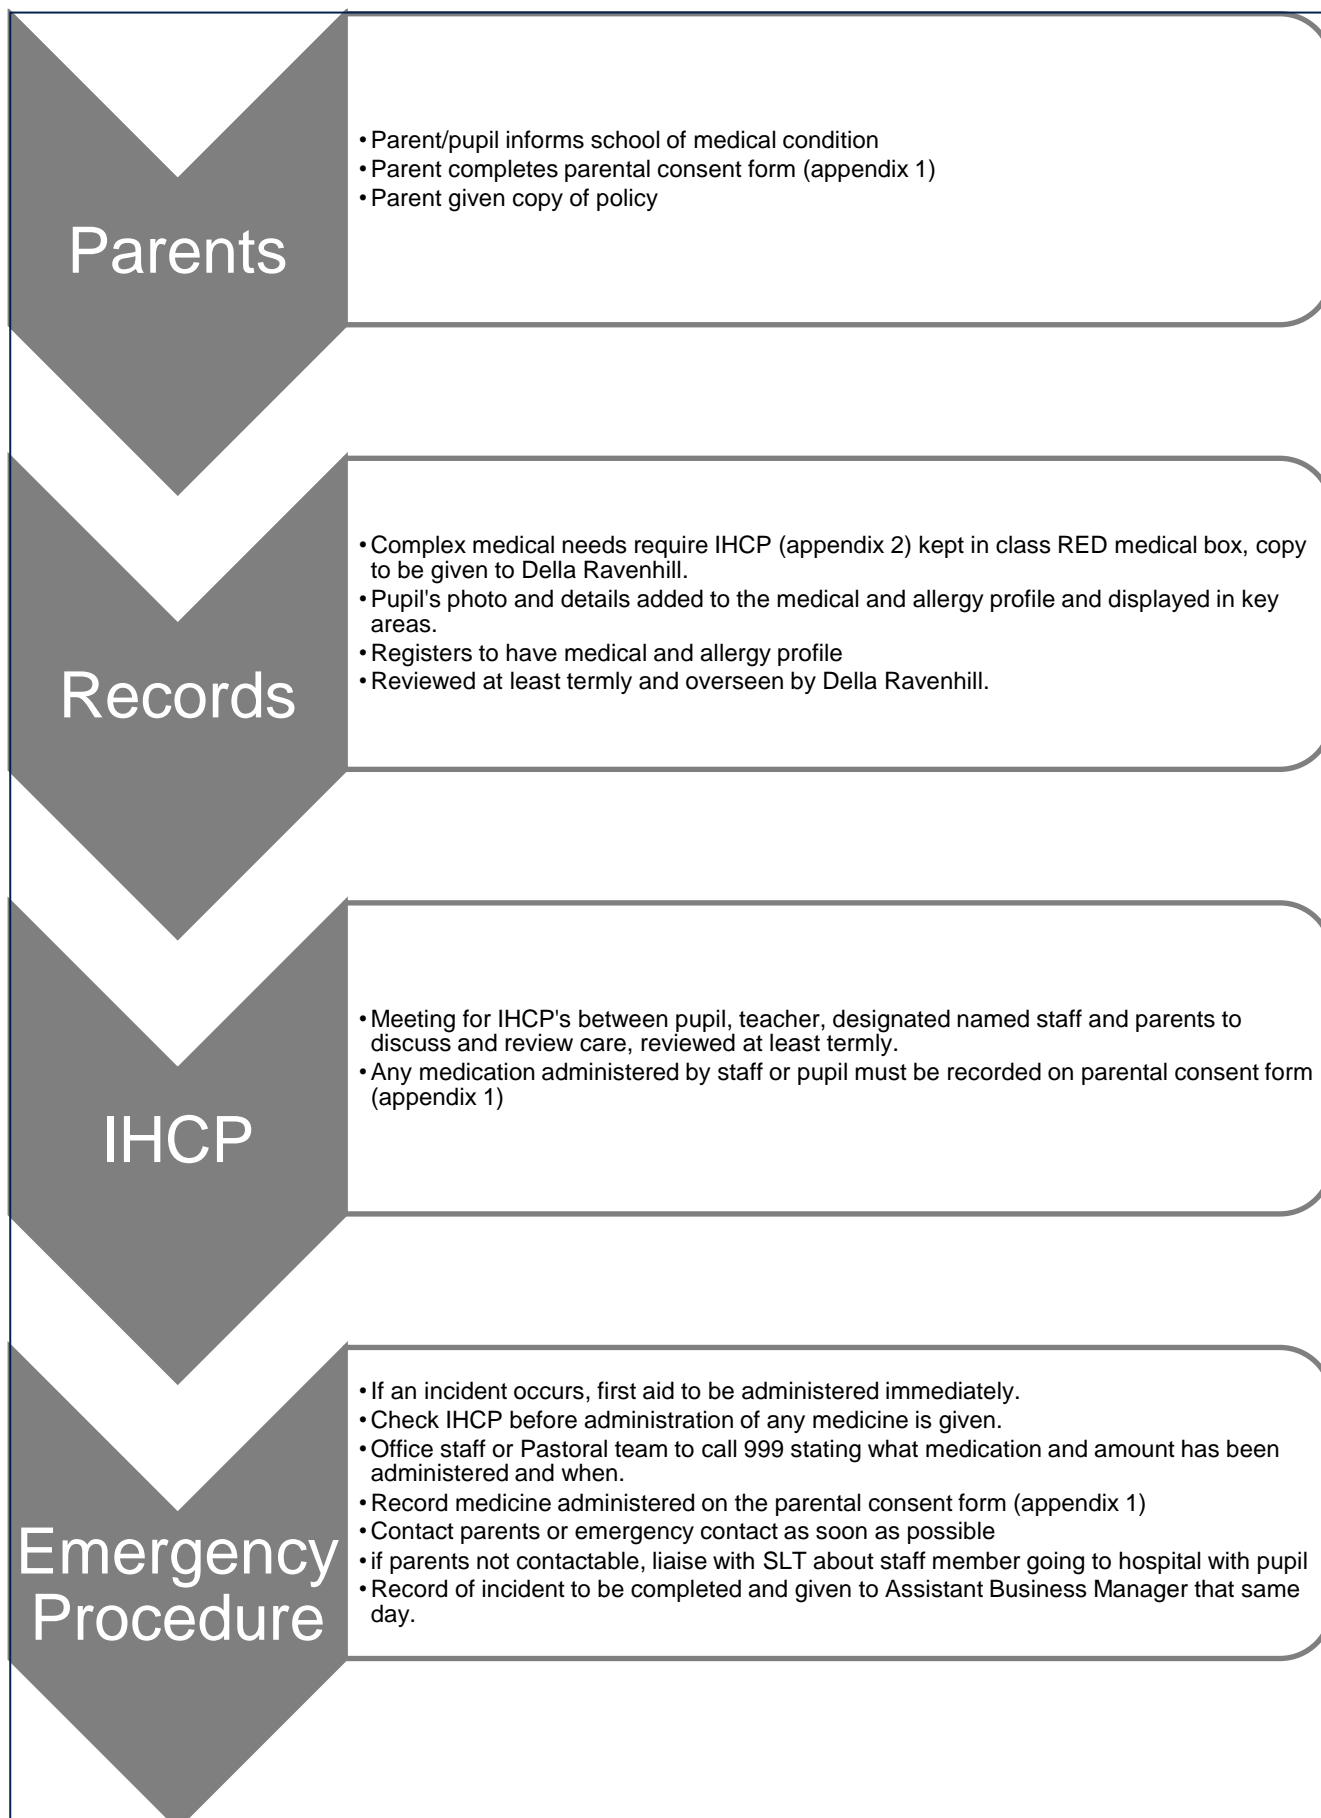 Parents
•Parent/pupil informs school of medical condition
•Parent completes parental consent form (appendix 1)
•Parent given copy of policy
Records
•Complex medical needs require IHCP (appendix 2) kept in class RED medical box, copy
to be given to Della Ravenhill.
•Pupil's photo and details added to the medical and allergy profile and displayed in key
areas.
•Registers to have medical and allergy profile
•Reviewed at least termly and overseen by Della Ravenhill.
IHCP
•Meeting for IHCP's between pupil, teacher, designated named staff and parents to
discuss and review care, reviewed at least termly.
•Any medication administered by staff or pupil must be recorded on parental consent form
(appendix 1)
Emergency
Procedure
•If an incident occurs, first aid to be administered immediately.
•Check IHCP before administration of any medicine is given.
•Office staff or Pastoral team to call 999 stating what medication and amount has been
administered and when.
•Record medicine administered on the parental consent form (appendix 1)
•Contact parents or emergency contact as soon as possible
•if parents not contactable, liaise with SLT about staff member going to hospital with pupil
•Record of incident to be completed and given to Assistant Business Manager that same
day.